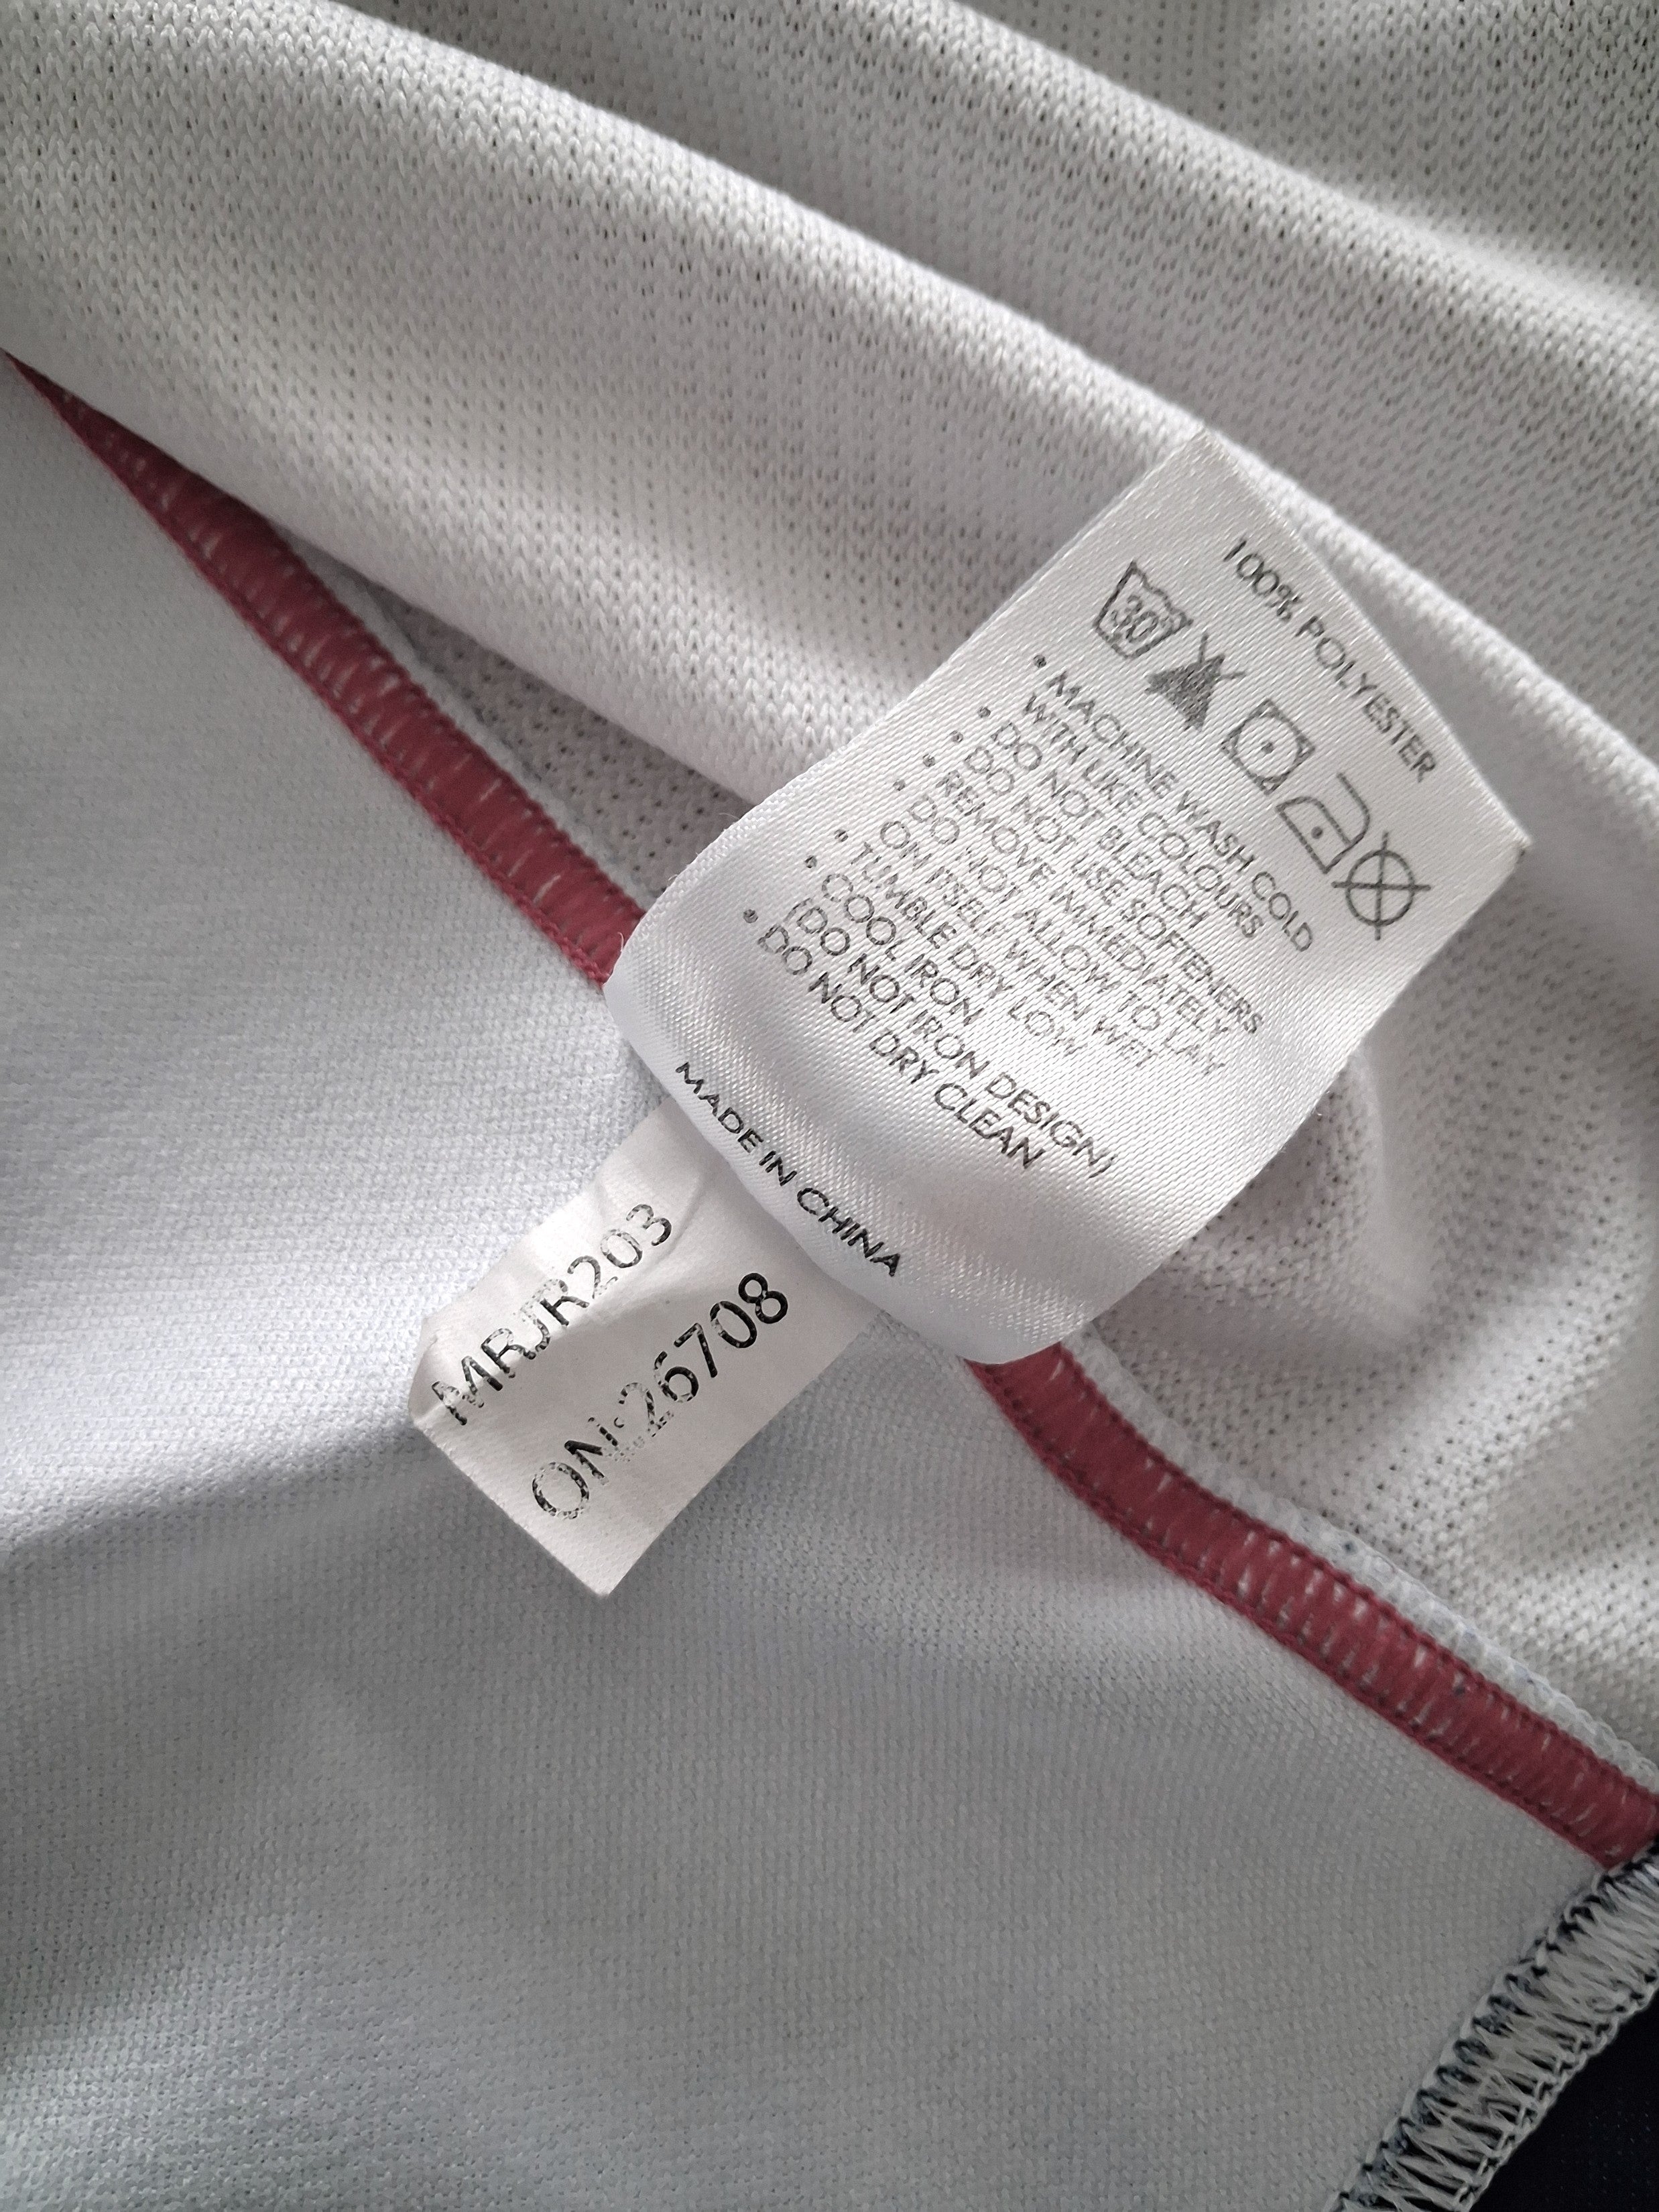 100% POLYESTER
30
• MACHINE WASH COLD
WITH LIKE COLOURS
• DO NOT BLEACH
• DO NOT USE SOFTENERS
• REMOVE IMMEDIATELY
• DO NOT ALLOW TO LAY
ON ITSELF WHEN WET
• TUMBLE DRY LOW
• COOL IRON
(DO NOT IRON DESIGN)
• DO NOT DRY CLEAN
MADE IN CHINA
MRJR203
ON:26708